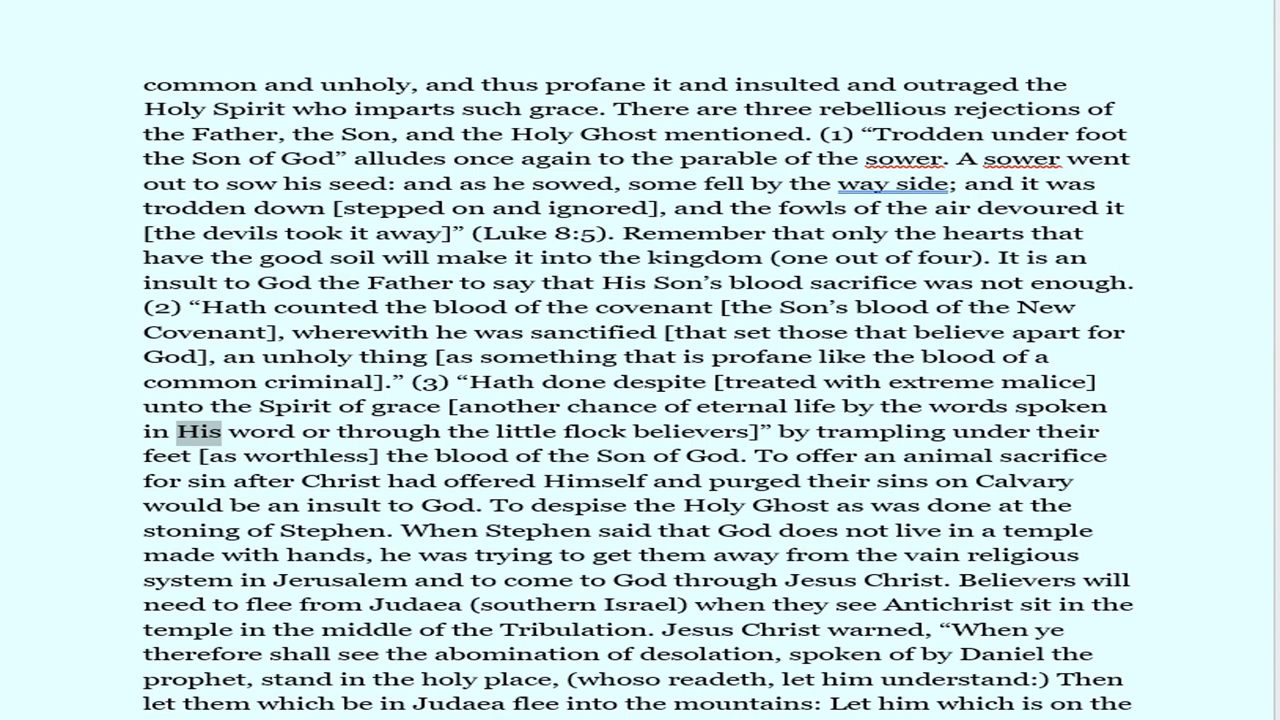 common and unholy, and thus profane it and insulted and outraged the
Holy Spirit who imparts such grace. There are three rebellious rejections of
the Father, the Son, and the Holy Ghost mentioned. (1) “Trodden under foot
the Son of God” alludes once again to the parable of the sower. A sower went
out to sow his seed: and as he sowed, some fell by the way side; and it was
trodden down [stepped on and ignored], and the fowls of the air devoured it
[the devils took it away]” (Luke 8:5). Remember that only the hearts that
have the good soil will make it into the kingdom (one out of four). It is an
insult to God the Father to say that His Son’s blood sacrifice was not enough.
(2) “Hath counted the blood of the covenant [the Son’s blood of the New
Covenant], wherewith he was sanctified [that set those that believe apart for
God], an unholy thing [as something that is profane like the blood of a
common criminal].” (3) “Hath done despite [treated with extreme malice]
unto the Spirit of grace [another chance of eternal life by the words spoken
in His word or through the little flock believers]” by trampling under their
feet [as worthless] the blood of the Son of God. To offer an animal sacrifice
for sin after Christ had offered Himself and purged their sins on Calvary
would be an insult to God. To despise the Holy Ghost as was done at the
stoning of Stephen. When Stephen said that God does not live in a temple
made with hands, he was trying to get them away from the vain religious
system in Jerusalem and to come to God through Jesus Christ. Believers will
need to flee from Judaea (southern Israel) when they see Antichrist sit in the
temple in the middle of the Tribulation. Jesus Christ warned, “When ye
therefore shall see the abomination of desolation, spoken of by Daniel the
prophet, stand in the holy place, (whoso readeth, let him understand:) Then
let them which be in Judaea flee into the mountains: Let him which is on the